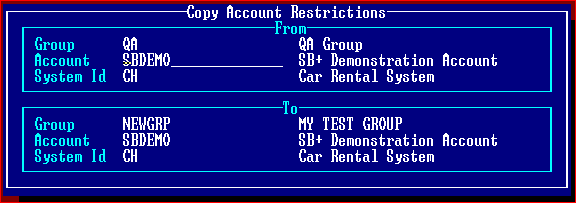 Copy Account Restrictions
From
Group QA QA Group
Account SBDEMO________________ SB+ Demonstration Account
System Id CH Car Rental System
To
Group NEWGRP MY TEST GROUP
Account SBDEMO SB+ Demonstration Account
System Id CH Car Rental System